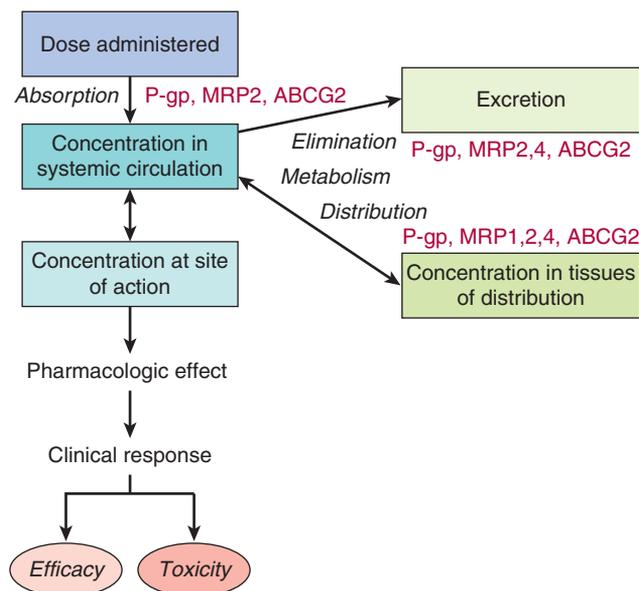 Dose administered
Absorption P-gp, MRP2, ABCG2
Concentration in
systemic circulation
Excretion
Elimination
P-gp, MRP2,4, ABCG2
Metabolism
Distribution
P-gp, MRP1,2,4, ABCG2
Concentration in tissues
of distribution
Concentration at site
of action
Pharmacologic effect
Clinical response
Efficacy
Toxicity